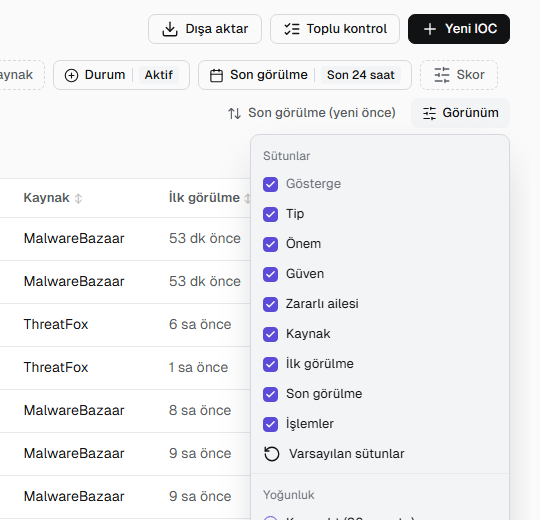 Dışa aktar
Toplu kontrol
Yeni IOC
Durum
Aktif
Son görülme
Son 24 saat
Skor
Son görülme (yeni önce)
Görünüm
Sütunlar
Gösterge
Tip
Önem
Güven
Zararlı ailesi
Kaynak
İlk görülme
Son görülme
İşlemler
Varsayılan sütunlar
Yoğunluk
Kaynak İlk görülme
MalwareBazaar 53 dk önce
MalwareBazaar 53 dk önce
ThreatFox 6 sa önce
ThreatFox 1 sa önce
MalwareBazaar 8 sa önce
MalwareBazaar 9 sa önce
MalwareBazaar 9 sa önce